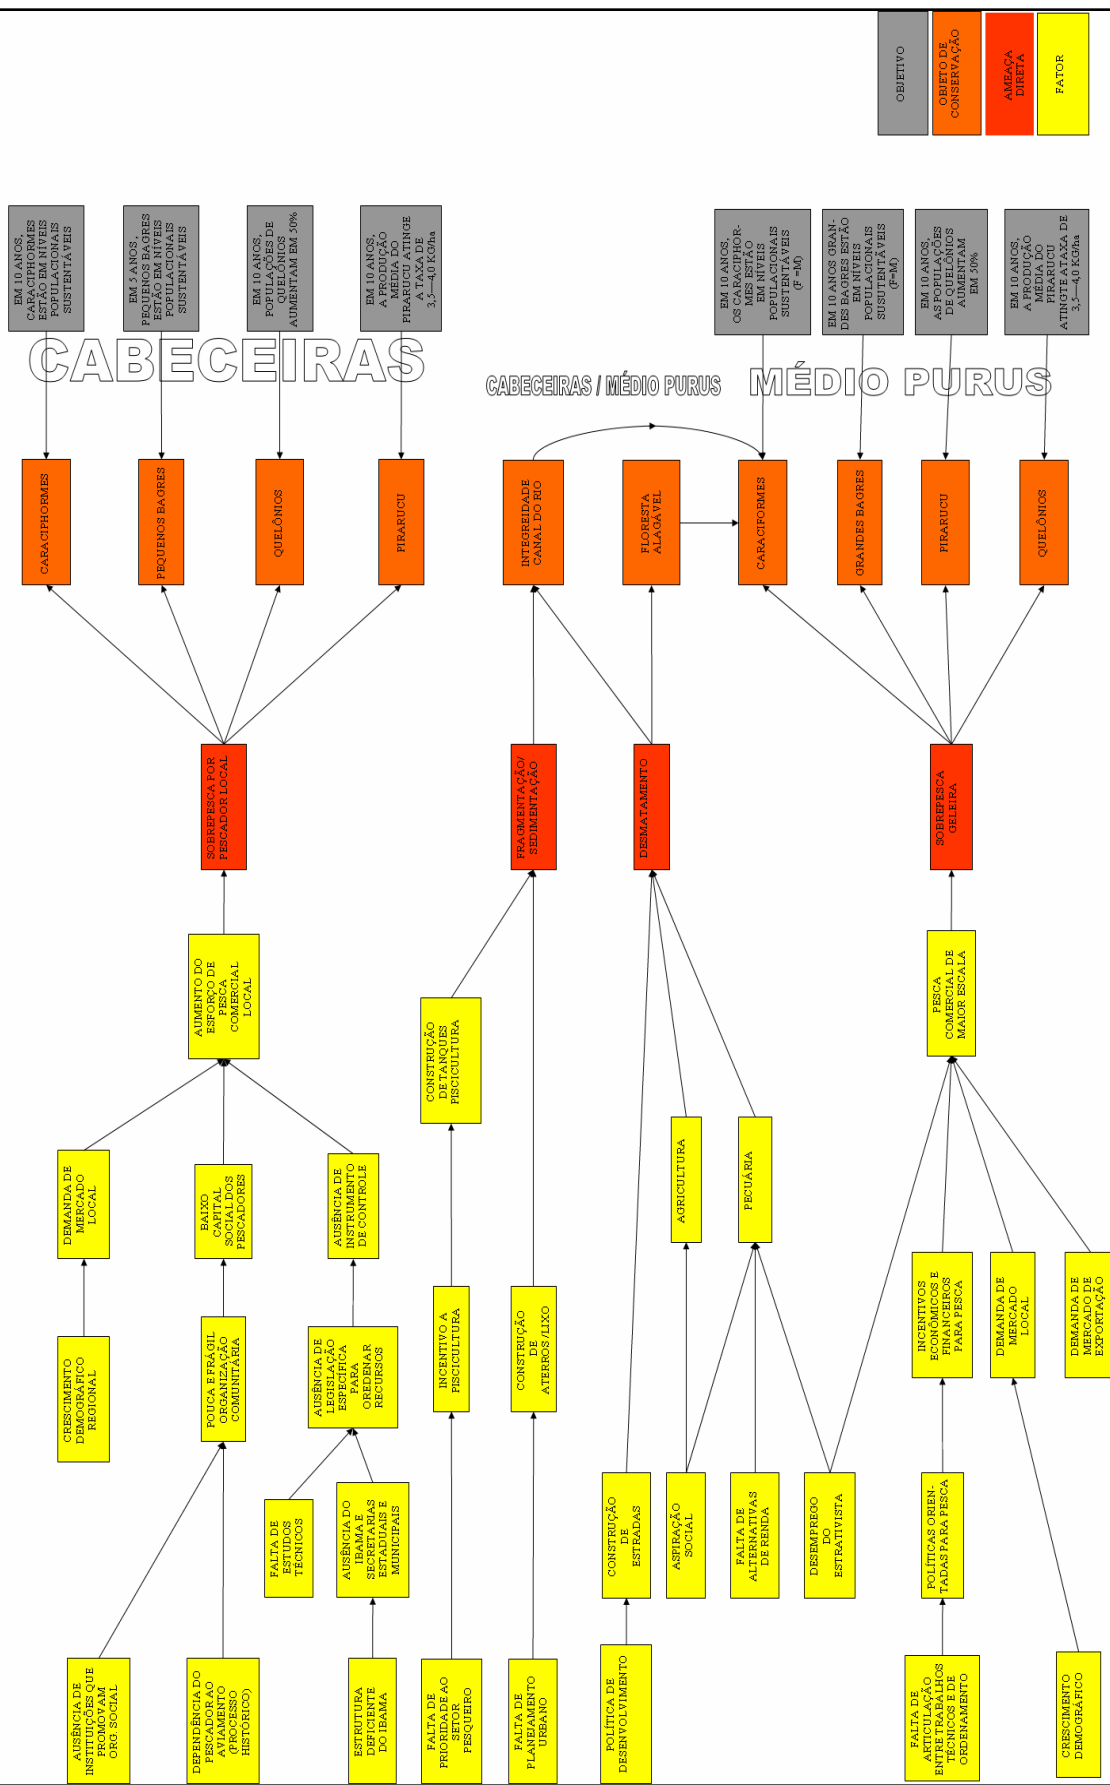 OBJETIVO
OBJETO DE
CONSERVAÇÃO
AMEAÇA
DIRETA
FATOR
EM 10 ANOS,
CARACIPHORMES
ESTÃO EM NÍVEIS
POPULACIONAIS
SUSTENTÁVEIS
EM 5 ANOS,
PEQUENOS BAGRES
ESTÃO EM NÍVEIS
POPULACIONAIS
SUSTENTÁVEIS
EM 10 ANOS,
POPULAÇÕES DE
QUELÔNIOS
AUMENTAM EM 50%
EM 10 ANOS,
A PRODUÇÃO
MÉDIA DO
PIRARUCU ATINGE
A TAXA DE
3,5—4,0 KG/ha
EM 10 ANOS,
OS CARACIPHOR-
MES ESTÃO
EM NÍVEIS
POPULACIONAIS
SUSTENTÁVEIS
(F =M)
EM 10 ANOS GRAN-
DES BAGRES ESTÃO
EM NÍVEIS
POPULACIONAIS
SUSUTENTÁVEIS
(F=M)
EM 10 ANOS,
AS POPULAÇÕES
DE QUELÔNIOS
AUMENTAM
EM 50%
EM 10 ANOS,
A PRODUÇÃO
MÉDIA DO
PIRARUCU
ATINGTE A TAXA DE
3,5—4,0 KG/ha
CABECEIRAS
CABECEIRAS / MÉDIO PURUS
MÉDIO PURUS
CARACIPHORMES
PEQUENOS BAGRES
QUELÔNIOS
PIRARUCU
INTEGREIDADE
CANAL DO RIO
FLORESTA
ALAGÁVEL
CARACIFORMES
GRANDES BAGRES
PIRARUCU
QUELÔNIOS
SOBREPESCA POR
PESCADOR LOCAL
FRAGMENTAÇÃO/
SEDIMENTAÇÃO
DESMATAMENTO
SOBREPESCA
GELEIRA
AUMENTO DO
ESFORÇO DE
PESCA
COMERCIAL
LOCAL
CONSTRUÇÃO
DE TANQUES
PISCICULTURA
PESCA
COMERCIAL DE
MAIOR ESCALA
DEMANDA DE
MERCADO
LOCAL
BAIXO
CAPITAL
SOCIAL DOS
PESCADORES
AUSÊNCIA DE
INSTRUMENTO
DE CONTROLE
AGRICULTURA
PECUÁRIA
CRESCIMENTO
DEMOGRÁFICO
REGIONAL
POUCA E FRÁGIL
ORGANIZAÇÃO
COMUNITÁRIA
AUSÊNCIA DE
LEGISLAÇÃO
ESPECÍFICA
PARA
OREDENAR
RECURSOS
INCENTIVO A
PISCICULTURA
CONSTRUÇÃO
DE
ATERROS /LIXO
INCENTIVOS
ECONÔMICOS E
FINANCEIROS
PARA PESCA
DEMANDA DE
MERCADO
LOCAL
DEMANDA DE
MERCADO DE
EXPORTAÇÃO
FALTA DE
ESTUDOS
TÉCNICOS
AUSÊNCIA DO
IBAMA E
SECRETARIAS
ESTADUAIS E
MUNICIPAIS
CONSTRUÇÃO
DE
ESTRADAS
ASPIRAÇÃO
SOCIAL
FALTA DE
ALTERNATIVAS
DE RENDA
DESEMPREGO
DO
ESTRATIVISTA
POLÍTICAS ORIEN-
TADAS PARA PESCA
AUSÊNCIA DE
INSTITUIÇÕES QUE
PROMOVAM
ORG. SOCIAL
DEPENDÊNCIA DO
PESCADOR AO
AVIAMENTO
(PROCESSO
HISTÓRICO)
ESTRUTURA
DEFICIENTE
DO IBAMA
FALTA DE
PRIORIDADE AO
SETOR
PESQUEIRO
FALTA DE
PLANEJAMENTO
URBANO
POLÍTICA DE
DESENVOLVIMENTO
FALTA DE
ARTICULAÇÃO
ENTRE TRABALHOS
TÉCNICOS E DE
ORDENAMENTO
CRESCIMENTO
DEMOGRÁFICO